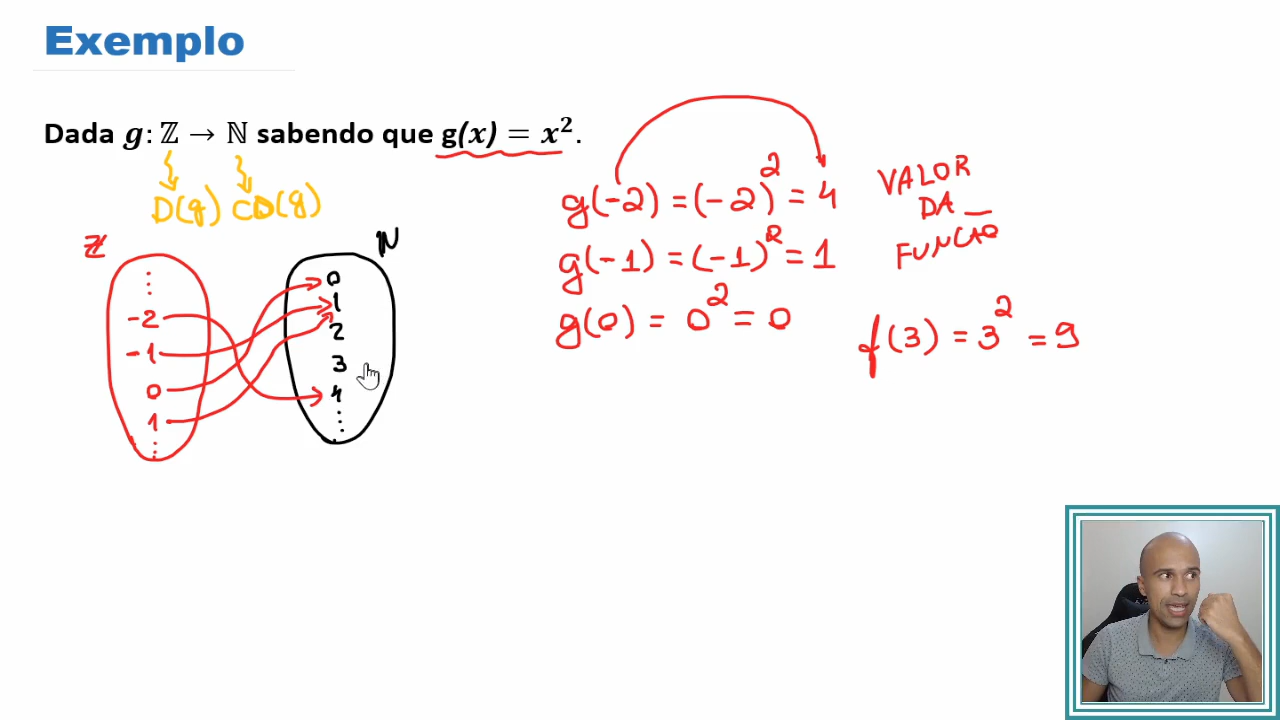 Exemplo
Dada g: ℤ → ℕ sabendo que g(x) = x².
D(g) CD(g)
ℤ
ℕ
⋮
-2
-1
0
1
⋮
0
1
2
3
4
⋮
g(-2) = (-2)² = 4
g(-1) = (-1)² = 1
g(0) = 0² = 0
VALOR
DA
FUNÇÃO
f(3) = 3² = 9